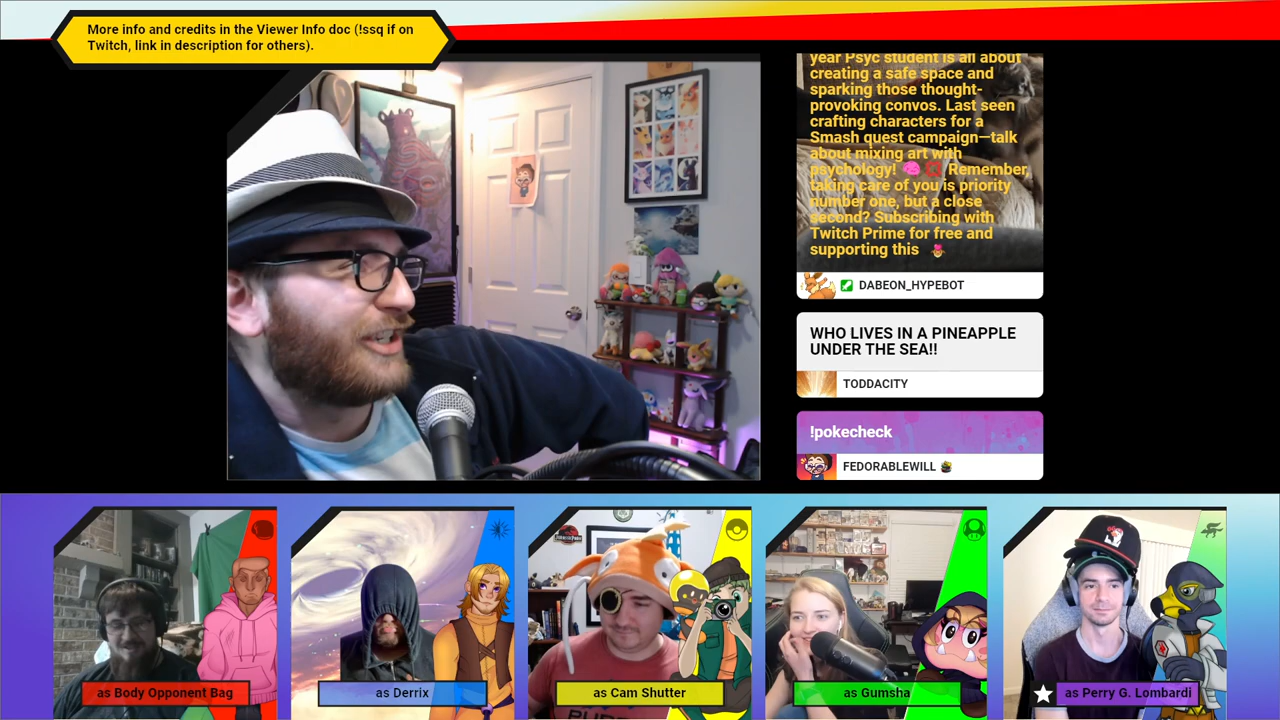 More info and credits in the Viewer Info doc (!ssq if on
Twitch, link in description for others).
year Psyc student is all about
creating a safe space and
sparking those thought-
provoking convos. Last seen
crafting characters for a
Smash quest campaign—talk
about mixing art with
psychology! 🧠 💢 Remember,
taking care of you is priority
number one, but a close
second? Subscribing with
Twitch Prime for free and
supporting this
DABEON_HYPEBOT
WHO LIVES IN A PINEAPPLE
UNDER THE SEA!!
TODDACITY
!pokecheck
FEDORABLEWILL
as Body Opponent Bag
as Derrix
as Cam Shutter
as Gumsha
as Perry G. Lombardi